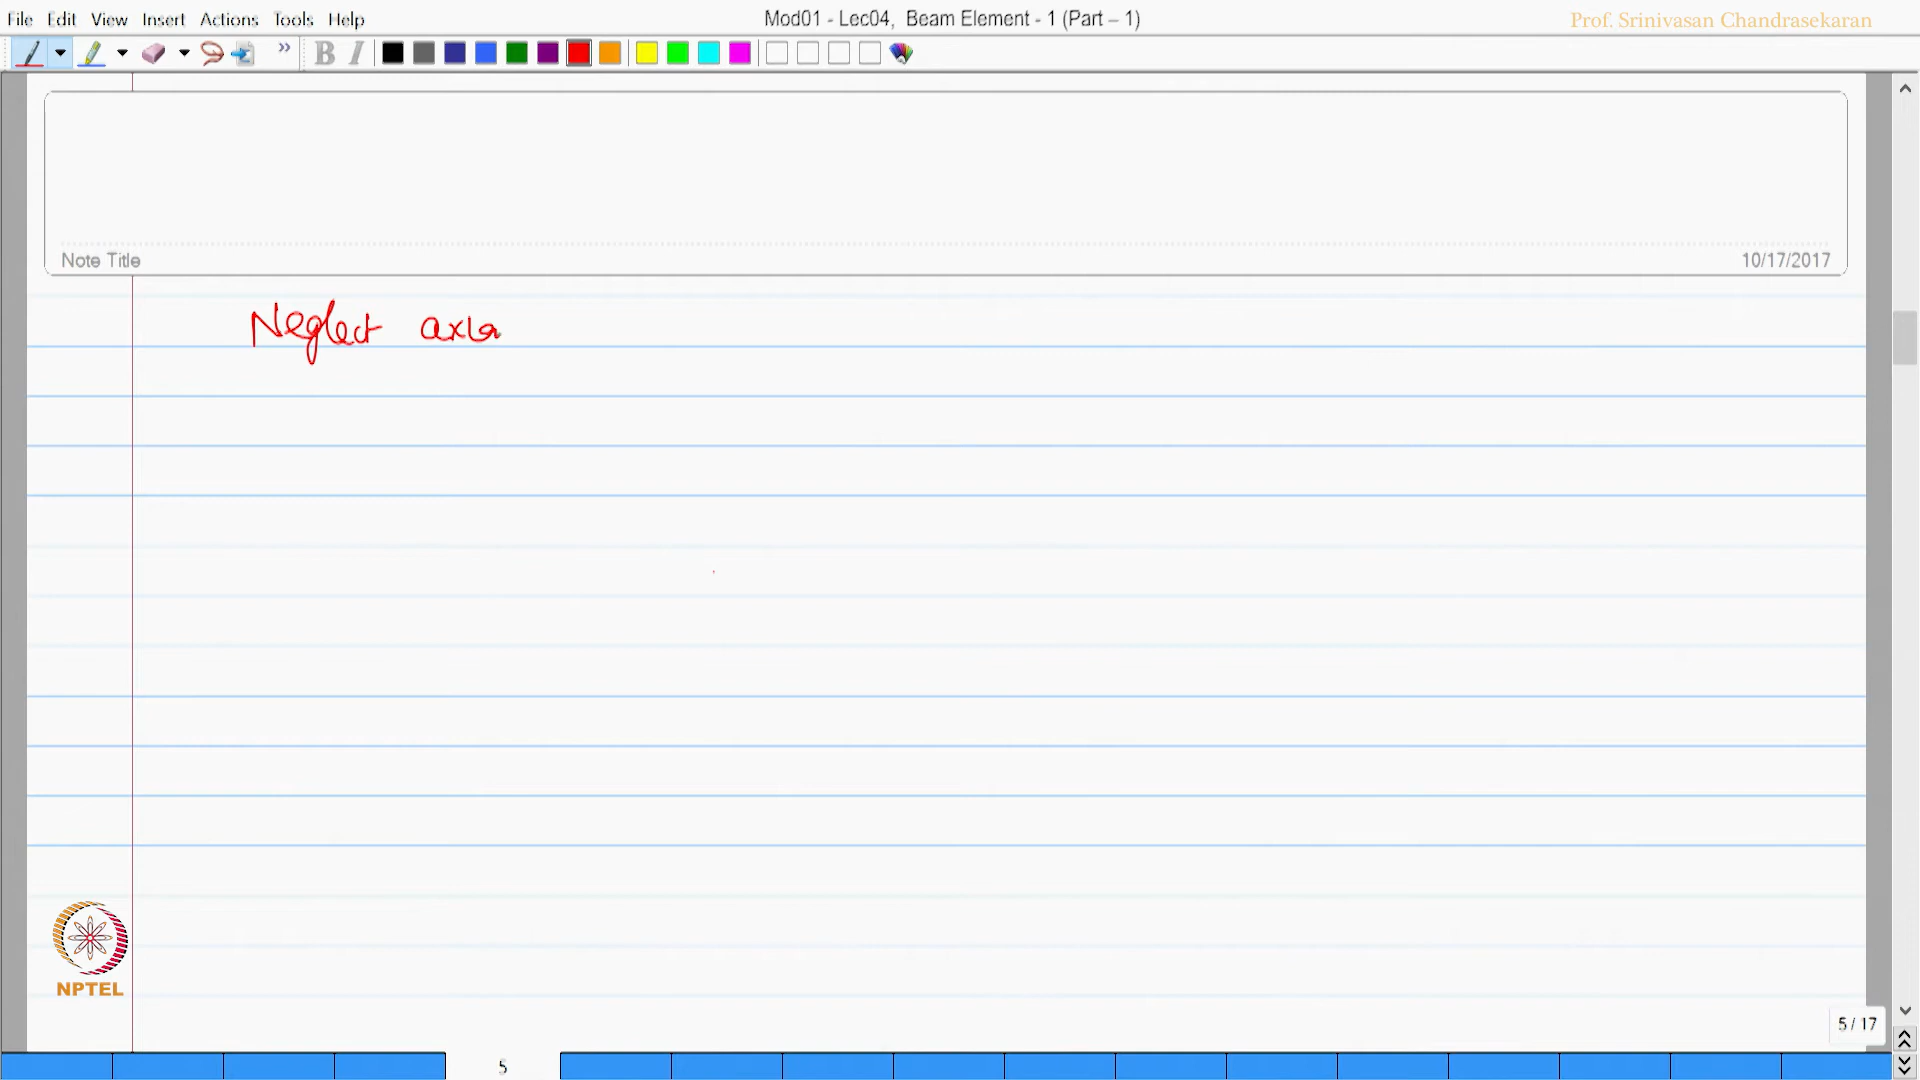 File Edit View Insert Actions Tools Help
Mod01 - Lec04, Beam Element - 1 (Part – 1)
Prof. Srinivasan Chandrasekaran
B I
Note Title
10/17/2017
Neglect axia
NPTEL
5 / 17
5